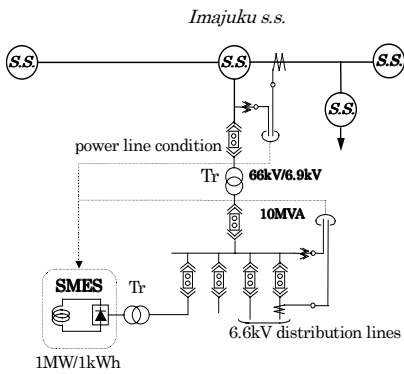 Imajuku s.s.
S.S.
S.S.
S.S.
S.S.
power line condition
Tr
66kV/6.9kV
10MVA
SMES
Tr
6.6kV distribution lines
1MW/1kWh